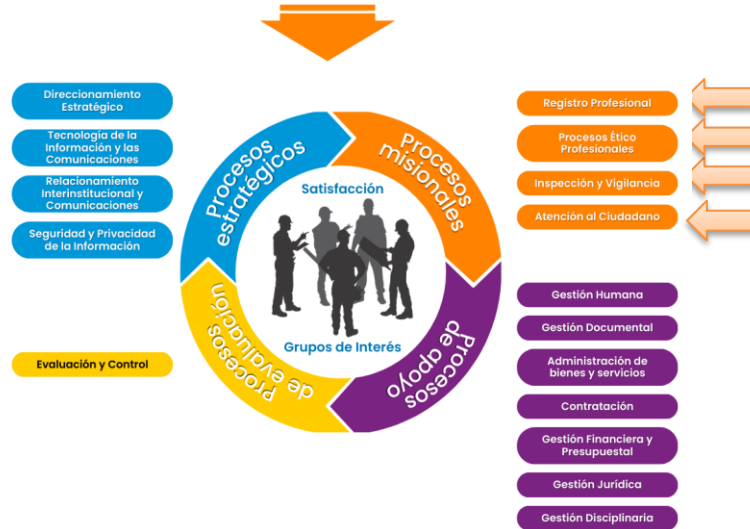 Direccionamiento
Estratégico
Tecnología de la
Información y las
Comunicaciones
Relacionamiento
Interinstitucional y
Comunicaciones
Seguridad y Privacidad
de la Información
Evaluación y Control
Procesos
estratégicos
Procesos
misionales
Satisfacción
Grupos de Interés
Procesos
de evaluación
Procesos
de apoyo
Registro Profesional
Procesos Ético
Profesionales
Inspección y Vigilancia
Atención al Ciudadano
Gestión Humana
Gestión Documental
Administración de
bienes y servicios
Contratación
Gestión Financiera y
Presupuestal
Gestión Jurídica
Gestión Disciplinaria